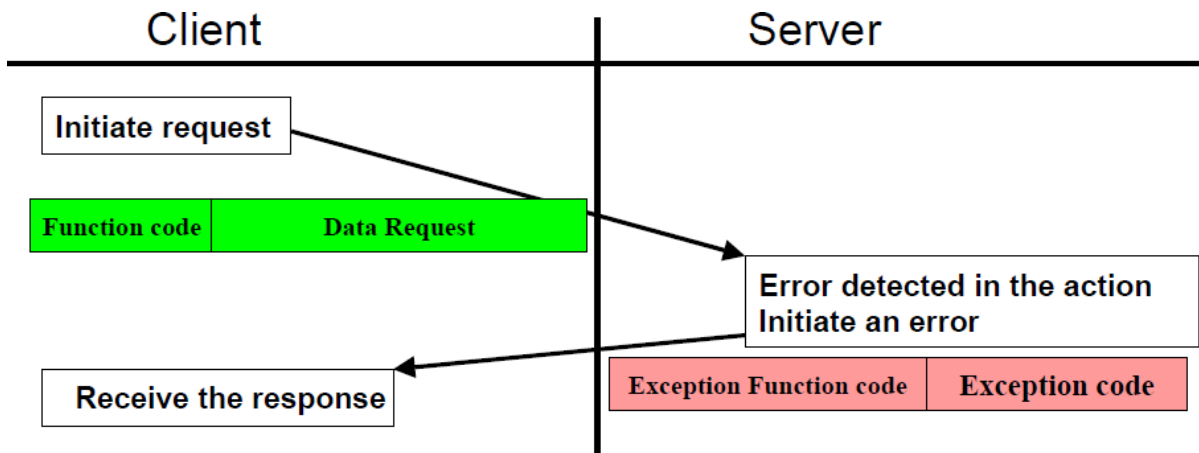 Client
Server
Initiate request
Function code
Data Request
Error detected in the action
Initiate an error
Exception Function code
Exception code
Receive the response